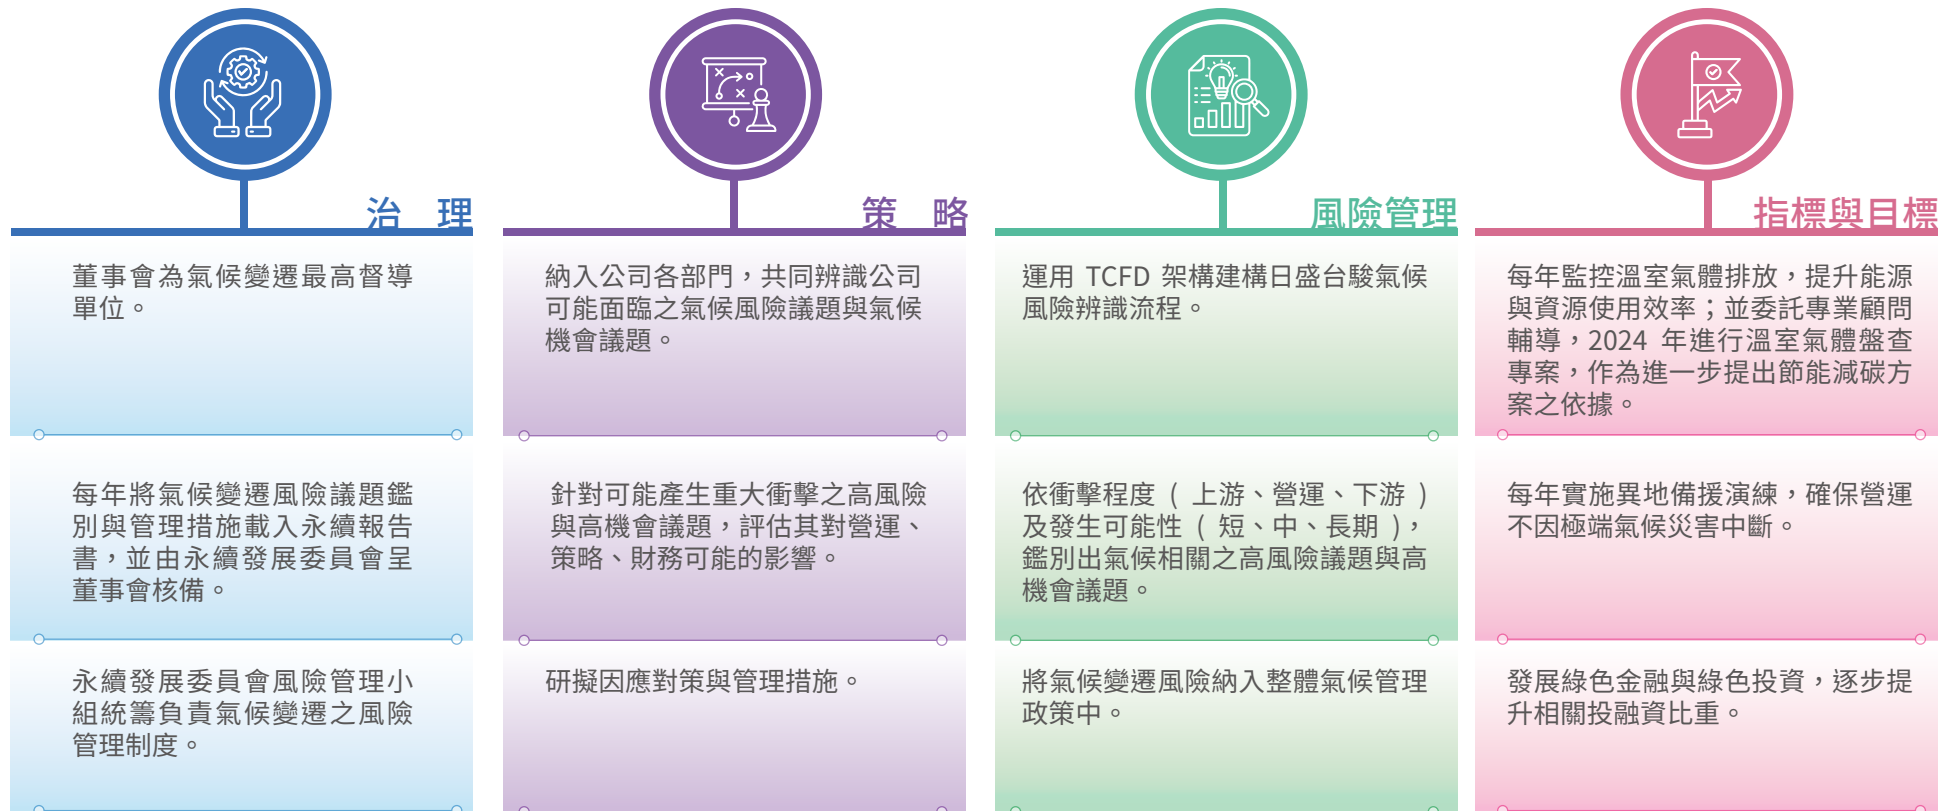 治 理
董事會為氣候變遷最高督導
單位。
每年將氣候變遷風險議題鑑
別與管理措施載入永續報告
書，並由永續發展委員會呈
董事會核備。
永續發展委員會風險管理小
組統籌負責氣候變遷之風險
管理制度。
策 略
納入公司各部門，共同辨識公司
可能面臨之氣候風險議題與氣候
機會議題。
針對可能產生重大衝擊之高風險
與高機會議題，評估其對營運、
策略、財務可能的影響。
研擬因應對策與管理措施。
風險管理
運用 TCFD 架構建構日盛台駿氣候
風險辨識流程。
依衝擊程度 ( 上游、營運、下游 )
及發生可能性 ( 短、中、長期 )，
鑑別出氣候相關之高風險議題與高
機會議題。
將氣候變遷風險納入整體氣候管理
政策中。
指標與目標
每年監控溫室氣體排放，提升能源
與資源使用效率；並委託專業顧問
輔導，2024 年進行溫室氣體盤查
專案，作為進一步提出節能減碳方
案之依據。
每年實施異地備援演練，確保營運
不因極端氣候災害中斷。
發展綠色金融與綠色投資，逐步提
升相關投融資比重。